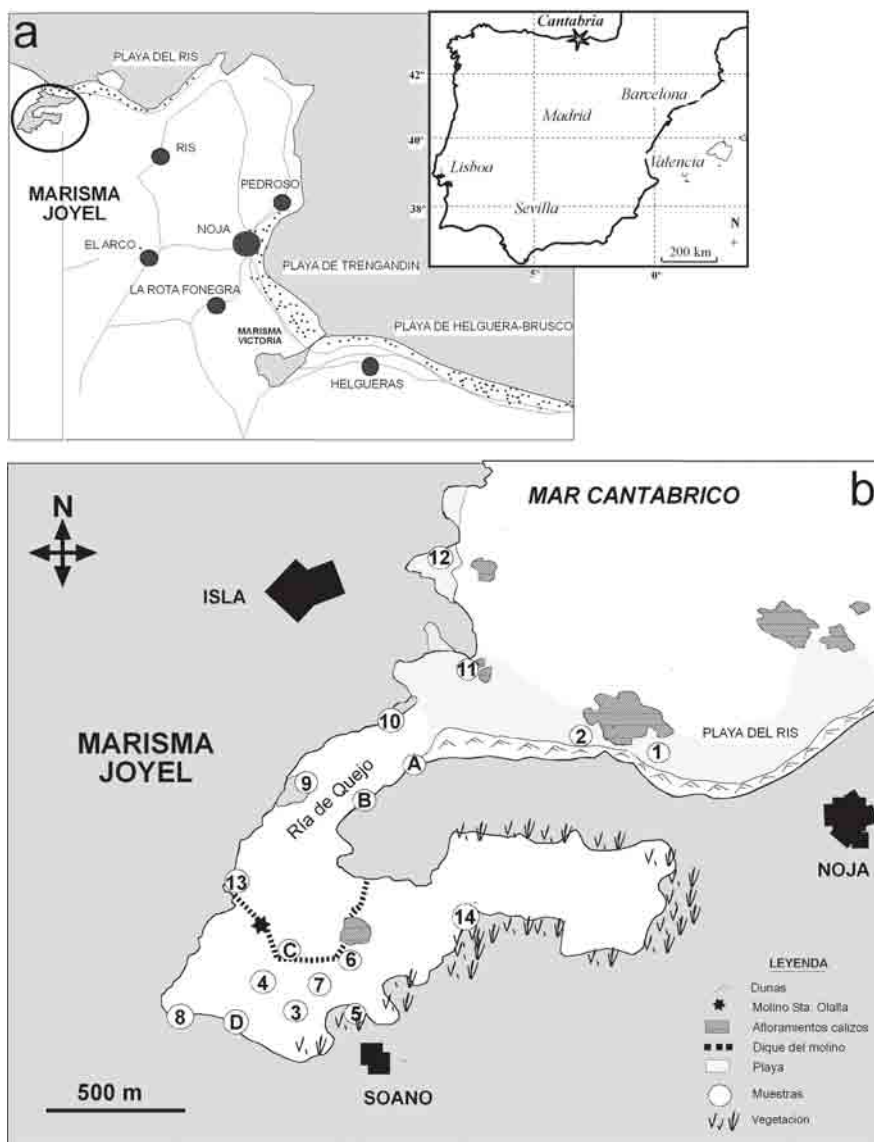 a
PLAYA DEL RIS
RIS
MARISMA
JOYEL
PEDROSO
NOJA
EL ARCO
PLAYA DE TRENGANDIN
LA ROTA FONEGRA
MARISMA
VICTORIA
PLAYA DE HELGUERA-BRUSCO
HELGUERAS
Cantabria
42°
Barcelona
Madrid
40°
Valencia
Lisboa
38°
Sevilla
N
+
200 km
5°
0°
b
MAR CANTABRICO
N
12
ISLA
11
10
2
1
PLAYA DEL RIS
MARISMA
JOYEL
A
9
B
Ría de Quejo
NOJA
13
14
C
6
4
7
3
5
8
D
SOANO
500 m
LEYENDA
Dunas
Molino Sta. Olalla
Afloramientos calizos
Dique del molino
Playa
Muestras
Vegetación